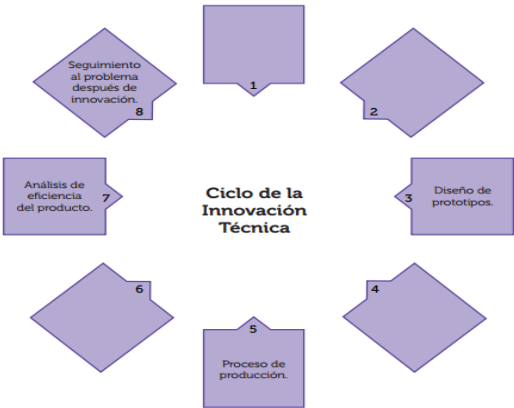 1
2
3
Diseño de
prototipos.
4
5
Proceso de
producción.
6
7
Análisis de
eficiencia
del producto.
8
Seguimiento
al problema
después de
innovación.
Ciclo de la
Innovación
Técnica